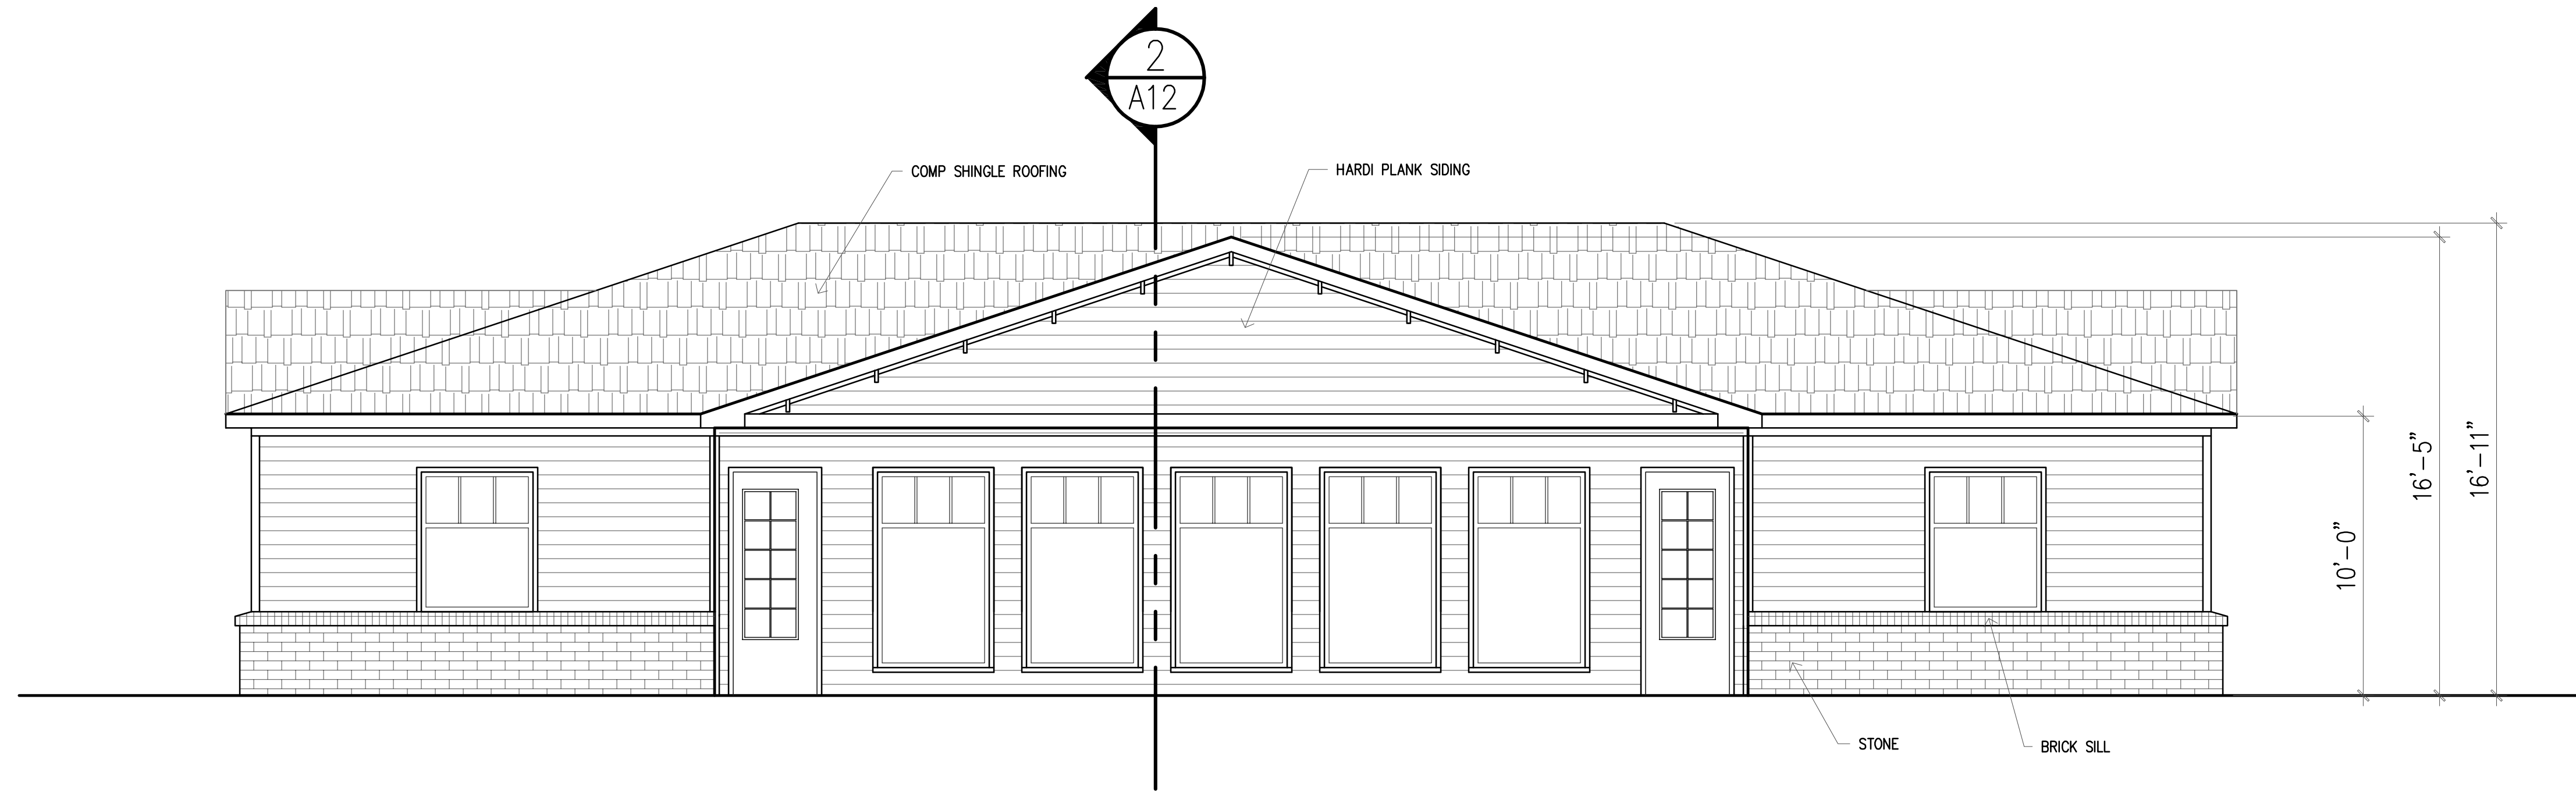 2
A12
COMP SHINGLE ROOFING
HARDI PLANK SIDING
10'-0"
16'-5"
16'-11"
STONE
BRICK SILL